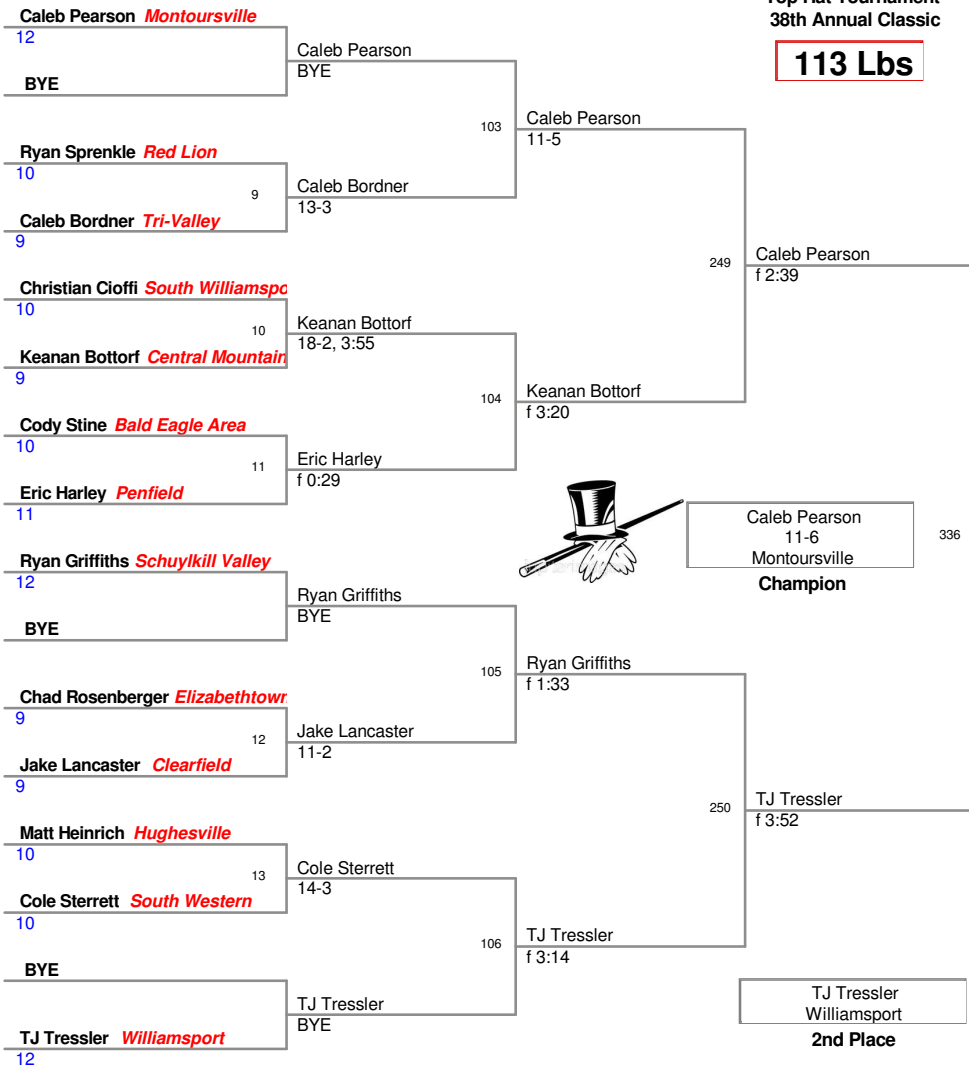 Top Hat Tournament
38th Annual Classic
113 Lbs
Caleb Pearson Montoursville
12
BYE
Ryan Sprenkle Red Lion
10
9
Caleb Bordner Tri-Valley
9
Christian Cioffi South Williamspo
10
10
Keanan Bottorf Central Mountain
9
Cody Stine Bald Eagle Area
10
11
Eric Harley Penfield
11
Ryan Griffiths Schuylkill Valley
12
BYE
Chad Rosenberger Elizabethtown
9
12
Jake Lancaster Clearfield
9
Matt Heinrich Hughesville
10
13
Cole Sterrett South Western
10
BYE
TJ Tressler Williamsport
12
Caleb Pearson
BYE
103
Caleb Bordner
13-3
Keanan Bottorf
18-2, 3:55
104
Eric Harley
f 0:29
Ryan Griffiths
BYE
105
Jake Lancaster
11-2
Cole Sterrett
14-3
106
TJ Tressler
BYE
Caleb Pearson
11-5
249
Keanan Bottorf
f 3:20
Ryan Griffiths
f 1:33
250
TJ Tressler
f 3:14
Caleb Pearson
f 2:39
TJ Tressler
f 3:52
Caleb Pearson
11-6
Montoursville
336
Champion
TJ Tressler
Williamsport
2nd Place